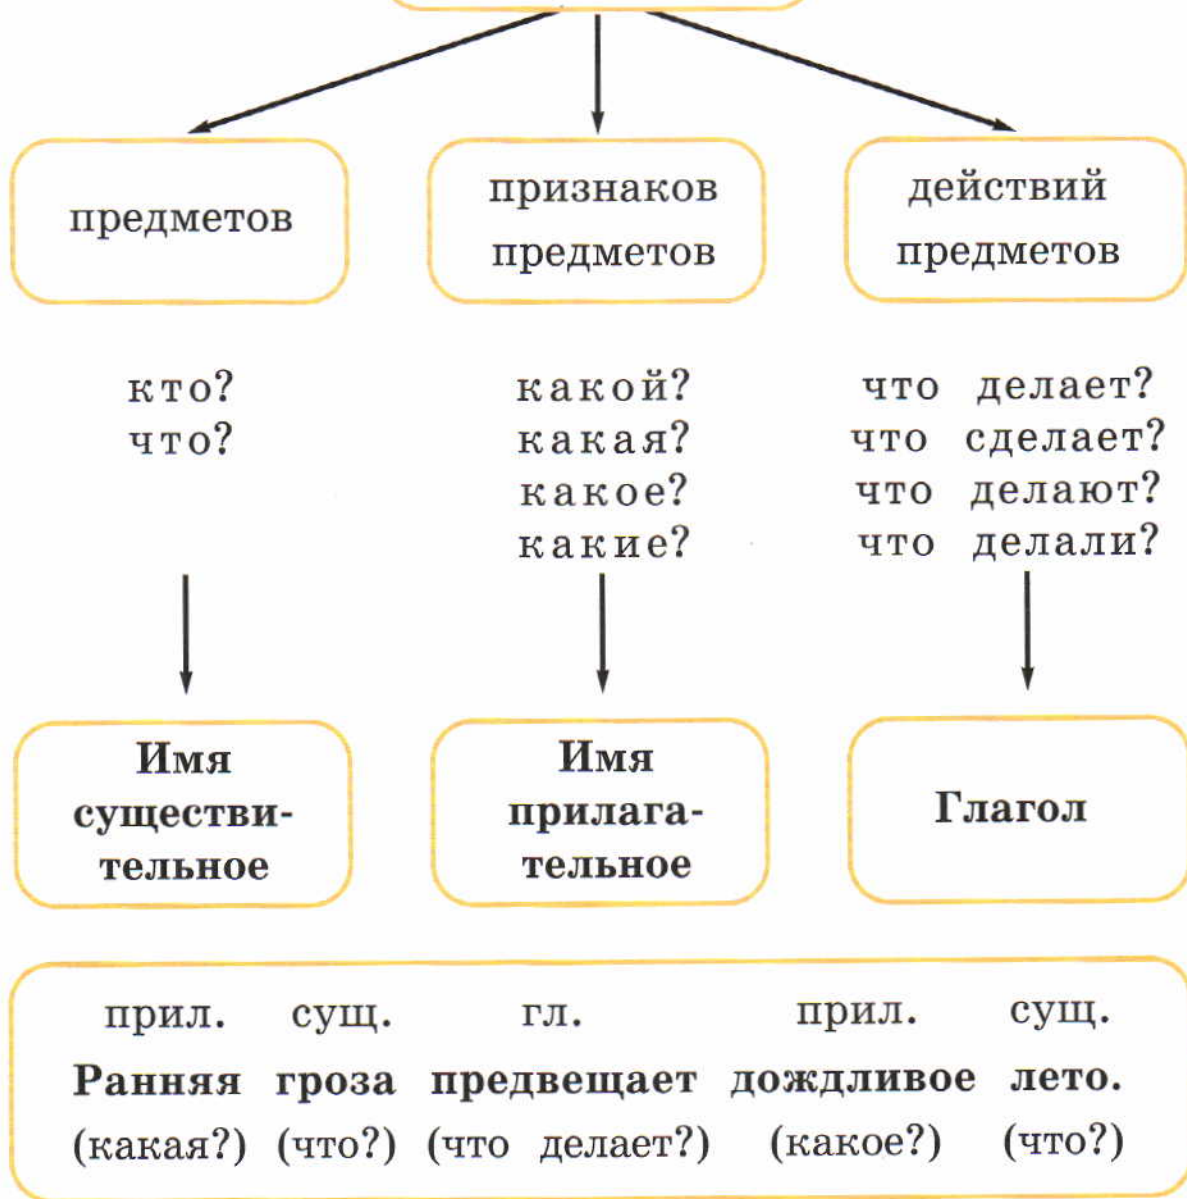 предметов
признаков
предметов
действий
предметов
кто?
что?
какой?
какая?
какое?
какие?
что делает?
что сделает?
что делают?
что делали?
Имя
существи-
тельное
Имя
прилага-
тельное
Глагол
прил. сущ. гл. прил. сущ.
Ранняя гроза предвещает дождливое лето.
(какая?) (что?) (что делает?) (какое?) (что?)